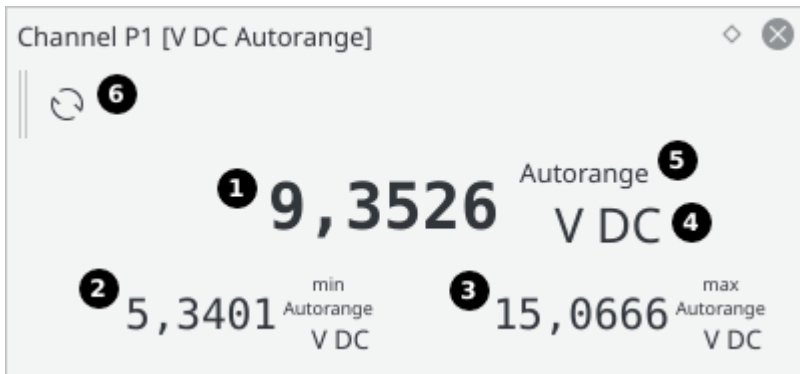 Channel P1 [V DC Autorange]
6
1 9,3526 Autorange 5
V DC 4
2 5,3401 min Autorange V DC
3 15,0666 max Autorange V DC